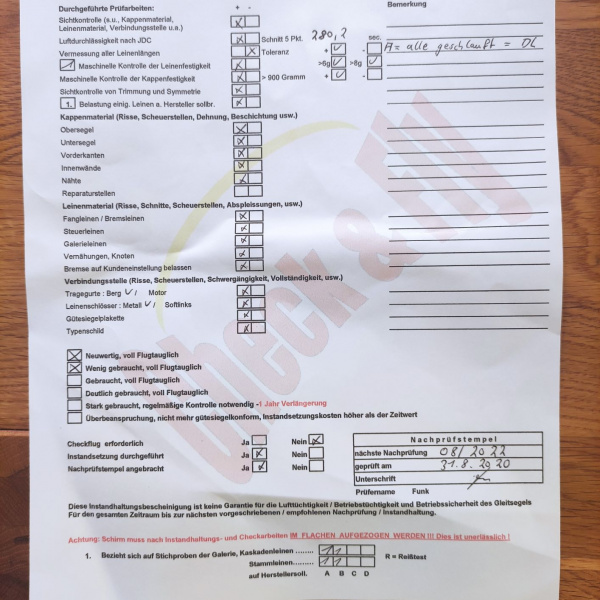 Durchgeführte Prüfarbeiten: + - Bemerkung
Sichtkontrolle (s.u., Kappenmaterial,
Leinenmaterial, Verbindungsstelle u.a.)
Luftdurchlässigkeit nach JDC Schnitt 5 Pkt. 280,2 sec.
Vermessung aller Leinenlängen Toleranz + - A= alle geschlauft = DL
1 Maschinelle Kontrolle der Leinenfestigkeit >6g >8g
Maschinelle Kontrolle der Kappenfestigkeit > 900 Gramm + -
Sichtkontrolle von Trimmung und Symmetrie
1. Belastung einig. Leinen a. Hersteller sollbr.
Kappenmaterial (Risse, Scheuerstellen, Dehnung, Beschichtung usw.)
Obersegel
Untersegel
Vorderkanten
Innenwände
Nähte
Reparaturstellen
Leinenmaterial (Risse, Schnitte, Scheuerstellen, Abspleissungen, usw.)
Fangleinen / Bremsleinen
Steuerleinen
Galerieleinen
Vernähungen, Knoten
Bremse auf Kundeneinstellung belassen
Verbindungsstelle (Risse, Scheuerstellen, Schwergängigkeit, Vollständigkeit, usw.)
Tragegurte : Berg / Motor
Leinenschlösser : Metall / Softlinks
Gütesiegelplakette
Typenschild
Neuwertig, voll Flugtauglich
Wenig gebraucht, voll Flugtauglich
Gebraucht, voll Flugtauglich
Deutlich gebraucht, voll Flugtauglich
Stark gebraucht, regelmäßige Kontrolle notwendig -1 Jahr Verlängerung
Überbeanspruchung, nicht mehr gütesiegelkonform, Instandsetzungskosten höher als der Zeitwert
Checkflug erforderlich Ja Nein
Instandsetzung durchgeführt Ja Nein
Nachprüfstempel angebracht Ja Nein
Nachprüfstempel
nächste Nachprüfung 08/2022
geprüft am 31.8.2020
Unterschrift
Prüfername Funk
Diese Instandhaltungsbescheinigung ist keine Garantie für die Lufttüchtigkeit / Betriebstüchtigkeit und Betriebssicherheit des Gleitsegels
Für den gesamten Zeitraum bis zur nächsten vorgeschriebenen / empfohlenen Nachprüfung / Instandhaltung.
Achtung: Schirm muss nach Instandhaltungs- und Checkarbeiten IM FLACHEN AUFGEZOGEN WERDEN !!! Dies ist unerlässlich !
1. Bezieht sich auf Stichproben der Galerie, Kaskadenleinen ....... 1 1 R = Reißtest
Stammleinen........ 1 1
auf Herstellersoll. A B C D
Check & Fly